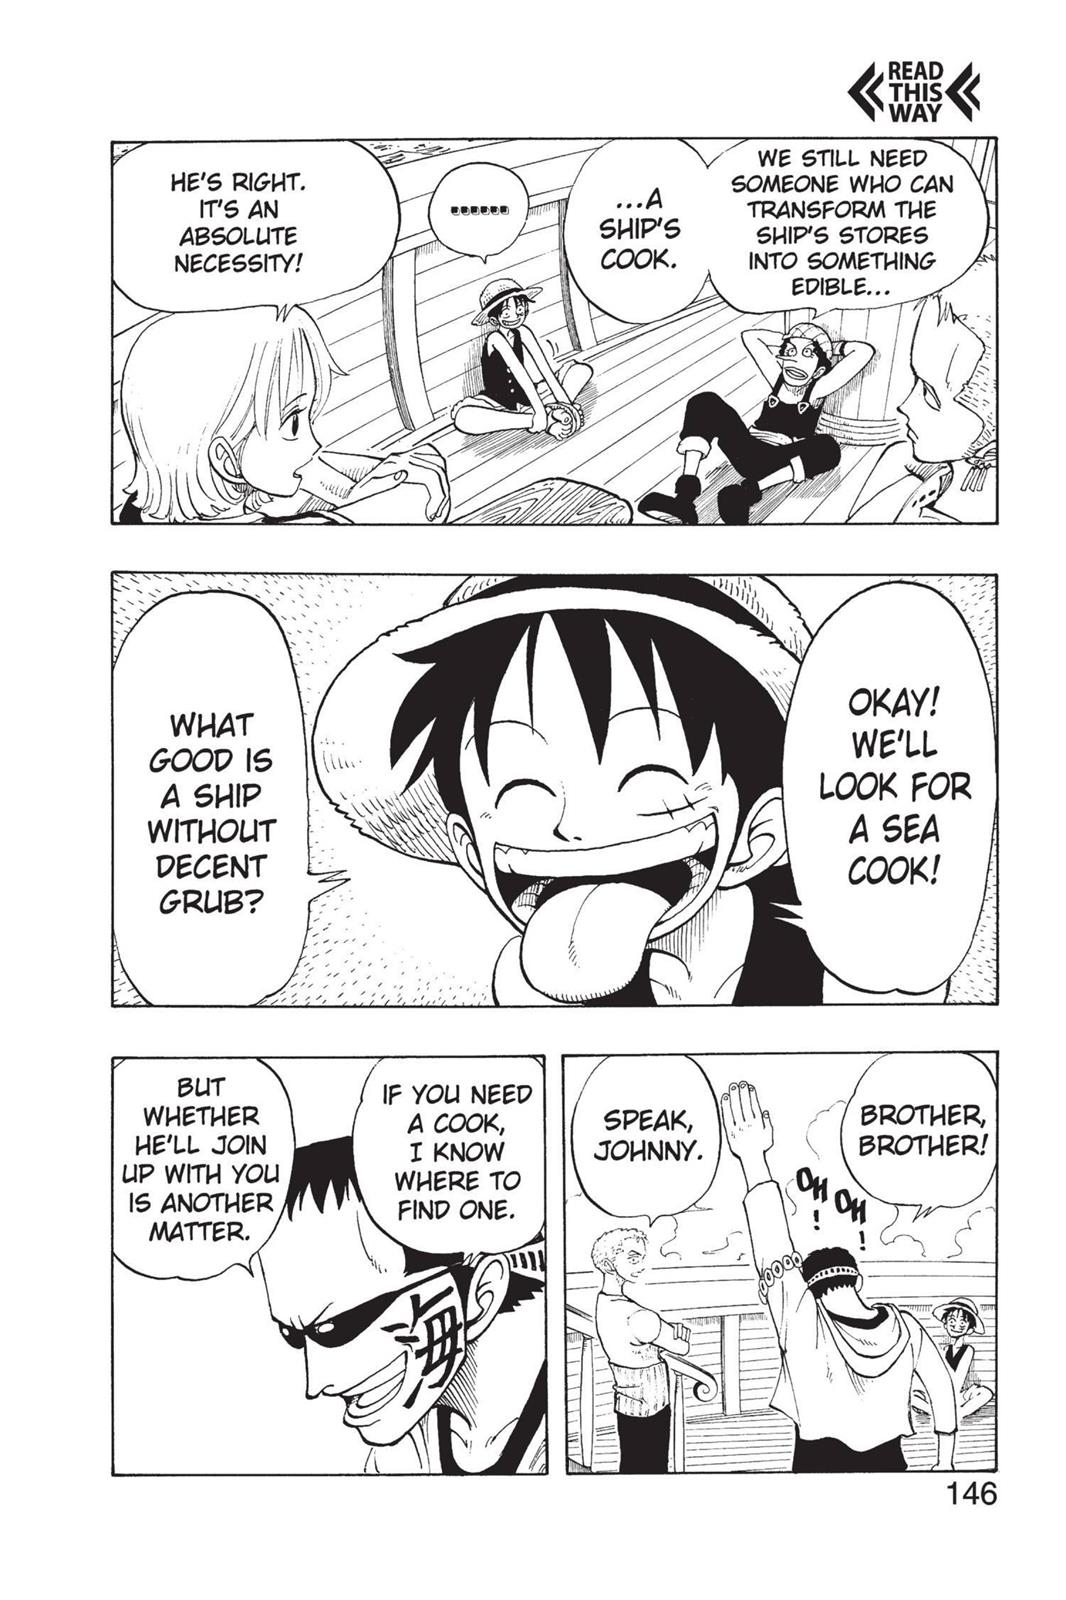 READ
THIS
WAY
WE STILL NEED
SOMEONE WHO CAN
TRANSFORM THE
SHIP'S STORES
INTO SOMETHING
EDIBLE...
...A
SHIP'S
COOK.
......
HE'S RIGHT.
IT'S AN
ABSOLUTE
NECESSITY!
OKAY!
WE'LL
LOOK FOR
A SEA
COOK!
WHAT
GOOD IS
A SHIP
WITHOUT
DECENT
GRUB?
BROTHER,
BROTHER!
OH!
OH!
SPEAK,
JOHNNY.
IF YOU NEED
A COOK,
I KNOW
WHERE TO
FIND ONE.
BUT
WHETHER
HE'LL JOIN
UP WITH YOU
IS ANOTHER
MATTER.
海
146